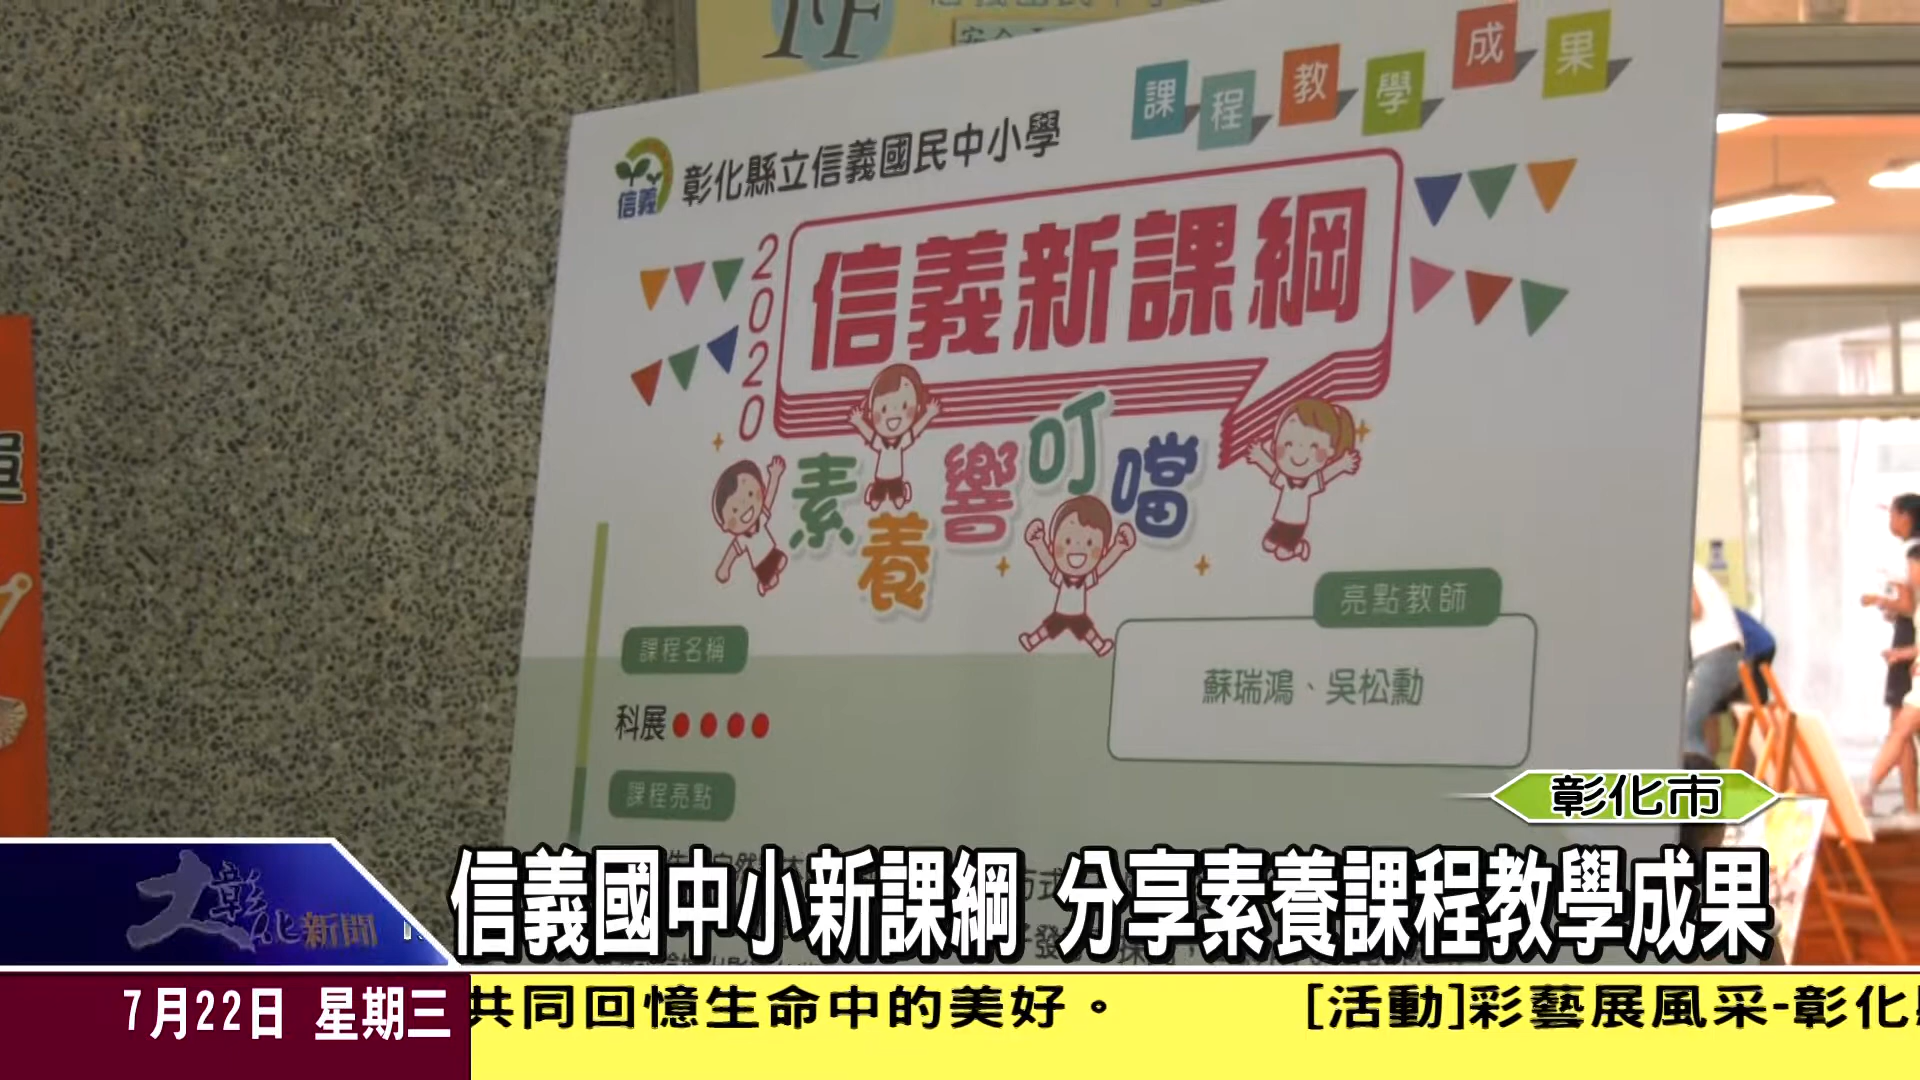 課程教學成果
信義
彰化縣立信義國民中小學
2020
信義新課綱
素養響叮噹
亮點教師
蘇瑞鴻、吳松勳
課程名稱
科展●●●●
課程亮點
彰化市
大彰化新聞
信義國中小新課綱 分享素養課程教學成果
7月22日 星期三
共同回憶生命中的美好。 [活動]彩藝展風采-彰化